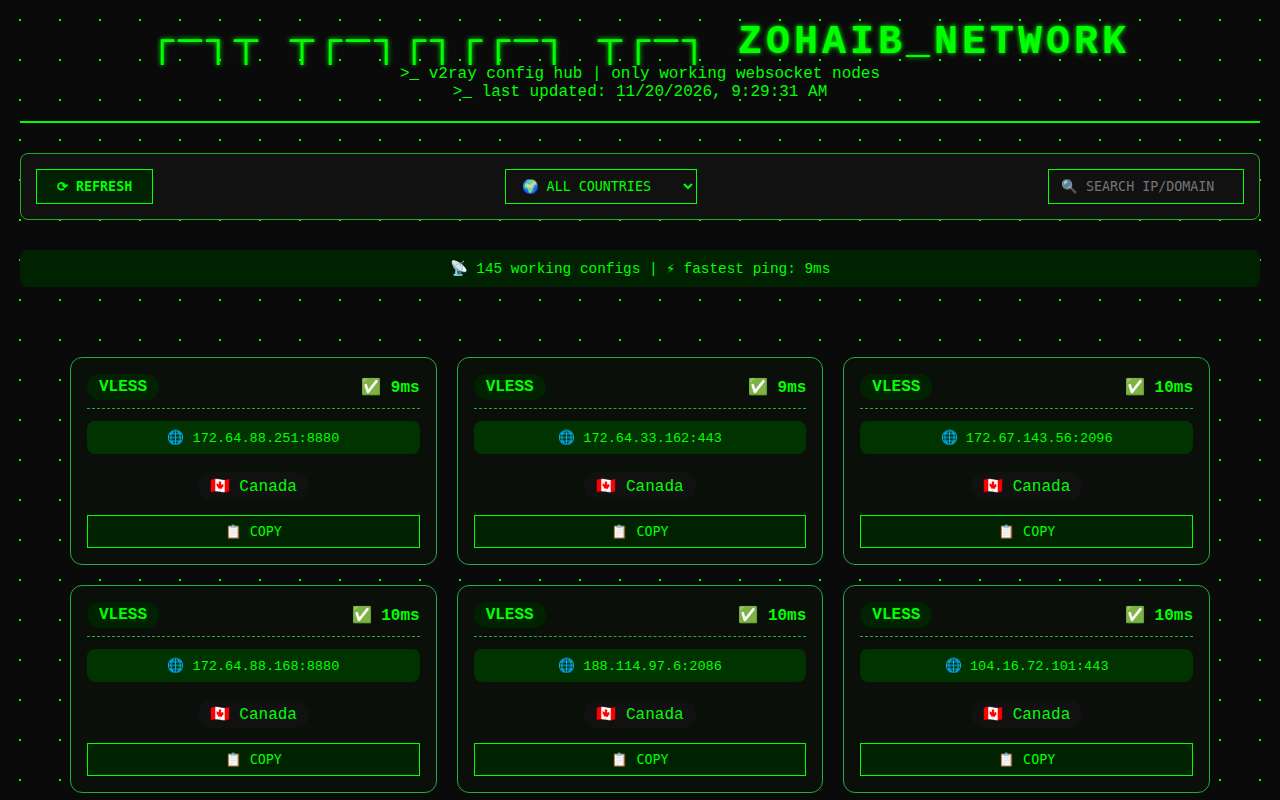 ┌─┐┬ ┬┌─┐┌┐┌┌─┐ ┬┌─┐ ZOHAIB_NETWORK
>_ v2ray config hub | only working websocket nodes
>_ last updated: 11/20/2026, 9:29:31 AM
⟳ REFRESH
🌍 ALL COUNTRIES
🔍 SEARCH IP/DOMAIN
📡 145 working configs | ⚡ fastest ping: 9ms
VLESS ✅ 9ms
🌐 172.64.88.251:8880
🇨🇦 Canada
📋 COPY
VLESS ✅ 9ms
🌐 172.64.33.162:443
🇨🇦 Canada
📋 COPY
VLESS ✅ 10ms
🌐 172.67.143.56:2096
🇨🇦 Canada
📋 COPY
VLESS ✅ 10ms
🌐 172.64.88.168:8880
🇨🇦 Canada
📋 COPY
VLESS ✅ 10ms
🌐 188.114.97.6:2086
🇨🇦 Canada
📋 COPY
VLESS ✅ 10ms
🌐 104.16.72.101:443
🇨🇦 Canada
📋 COPY